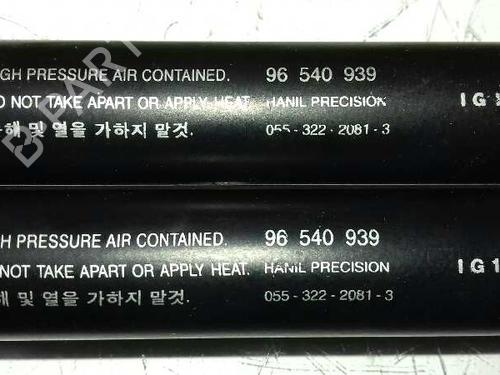 GH PRESSURE AIR CONTAINED. 96 540 939
NOT TAKE APART OR APPLY HEAT. HANIL PRECISION IG
및 열을 가하지 말것. 055-322-2081-3
H PRESSURE AIR CONTAINED. 96 540 939
NOT TAKE APART OR APPLY HEAT. HANIL PRECISION IG1
해 및 열을 가하지 말것. 055-322-2081-3